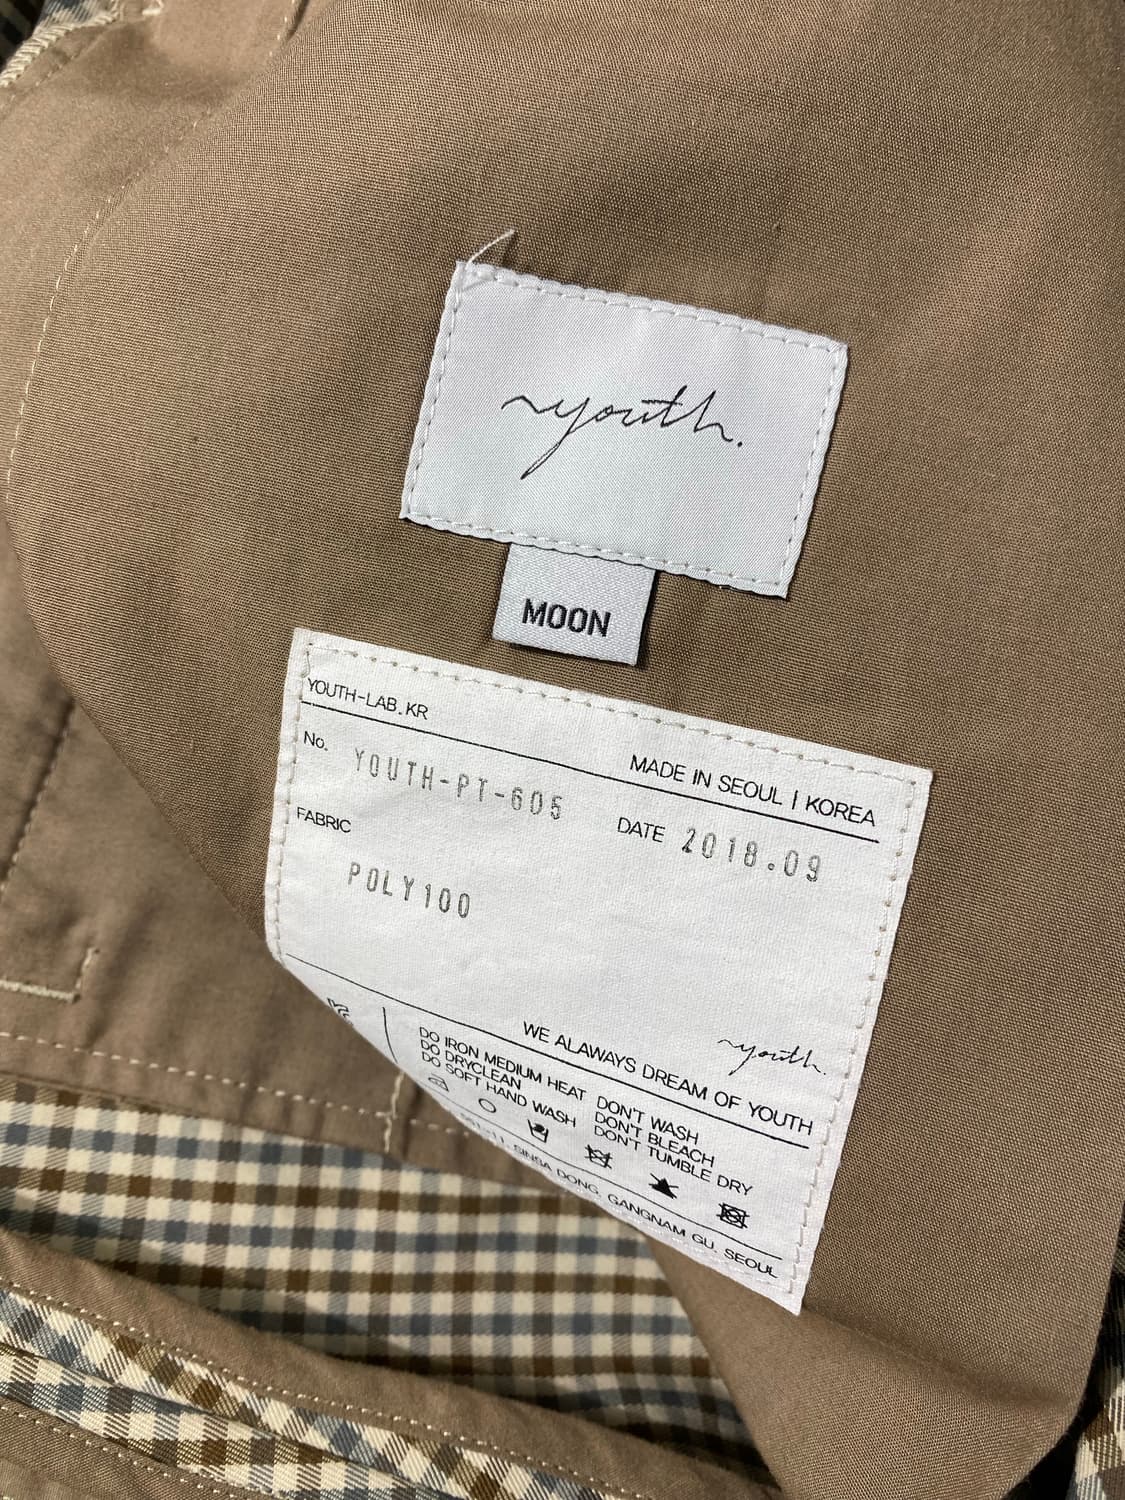 ~youth.
MOON
YOUTH-LAB.KR
MADE IN SEOUL | KOREA
No. YOUTH-PT-605
DATE 2018.09
FABRIC
POLY100
~youth.
WE ALAWAYS DREAM OF YOUTH
DO IRON MEDIUM HEAT
DO DRYCLEAN
DO SOFT HAND WASH
DON'T WASH
DON'T BLEACH
DON'T TUMBLE DRY
SINSA DONG, GANGNAM GU, SEOUL